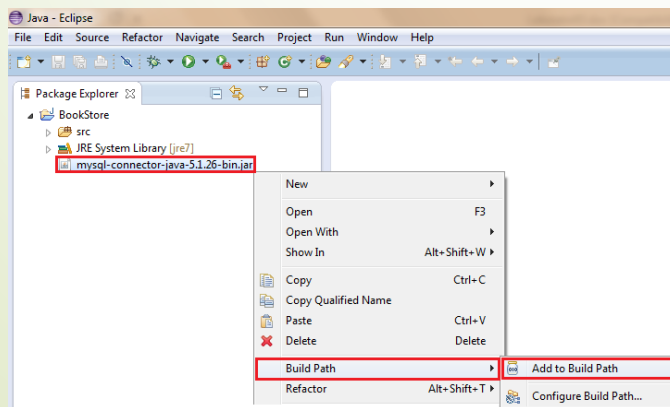 Java - Eclipse
File Edit Source Refactor Navigate Search Project Run Window Help
Package Explorer
BookStore
src
JRE System Library [jre7]
mysql-connector-java-5.1.26-bin.jar
New
Open F3
Open With
Show In Alt+Shift+W
Copy Ctrl+C
Copy Qualified Name
Paste Ctrl+V
Delete Delete
Build Path
Add to Build Path
Refactor Alt+Shift+T
Configure Build Path...